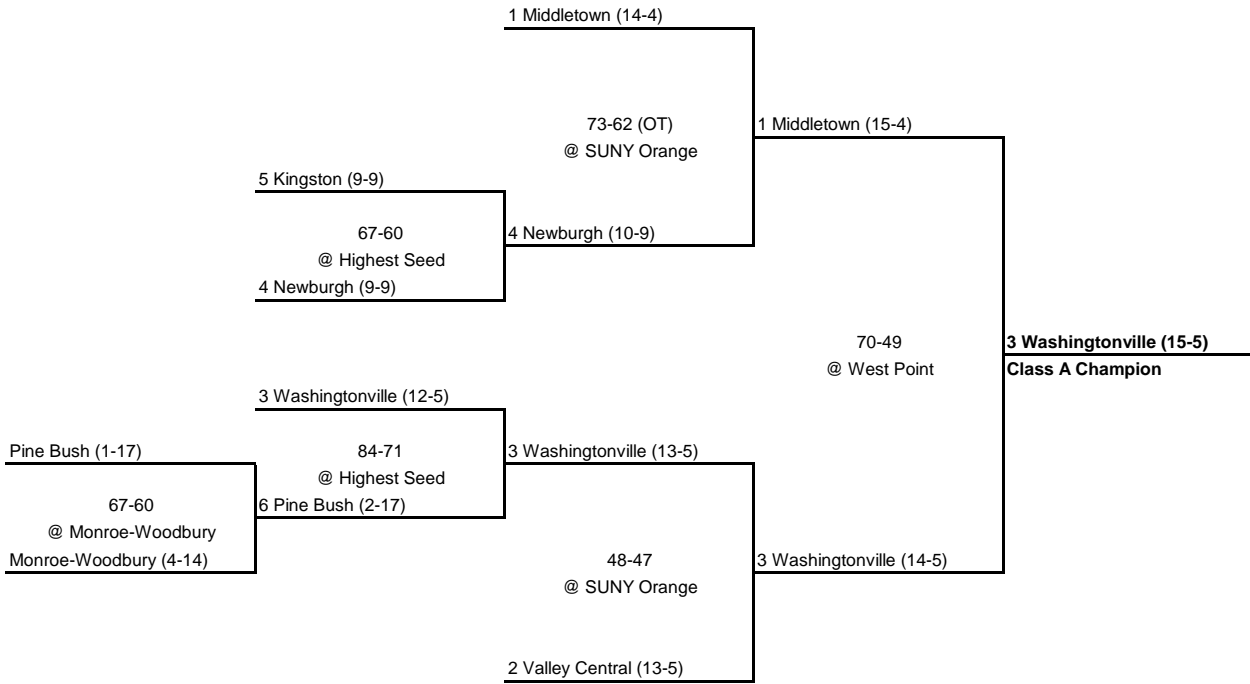 1 Middletown (14-4)
73-62 (OT)
@ SUNY Orange
1 Middletown (15-4)
5 Kingston (9-9)
67-60
@ Highest Seed
4 Newburgh (10-9)
4 Newburgh (9-9)
70-49
@ West Point
3 Washingtonville (15-5)
Class A Champion
3 Washingtonville (12-5)
Pine Bush (1-17)
84-71
@ Highest Seed
3 Washingtonville (13-5)
67-60
@ Monroe-Woodbury
6 Pine Bush (2-17)
Monroe-Woodbury (4-14)
48-47
@ SUNY Orange
3 Washingtonville (14-5)
2 Valley Central (13-5)